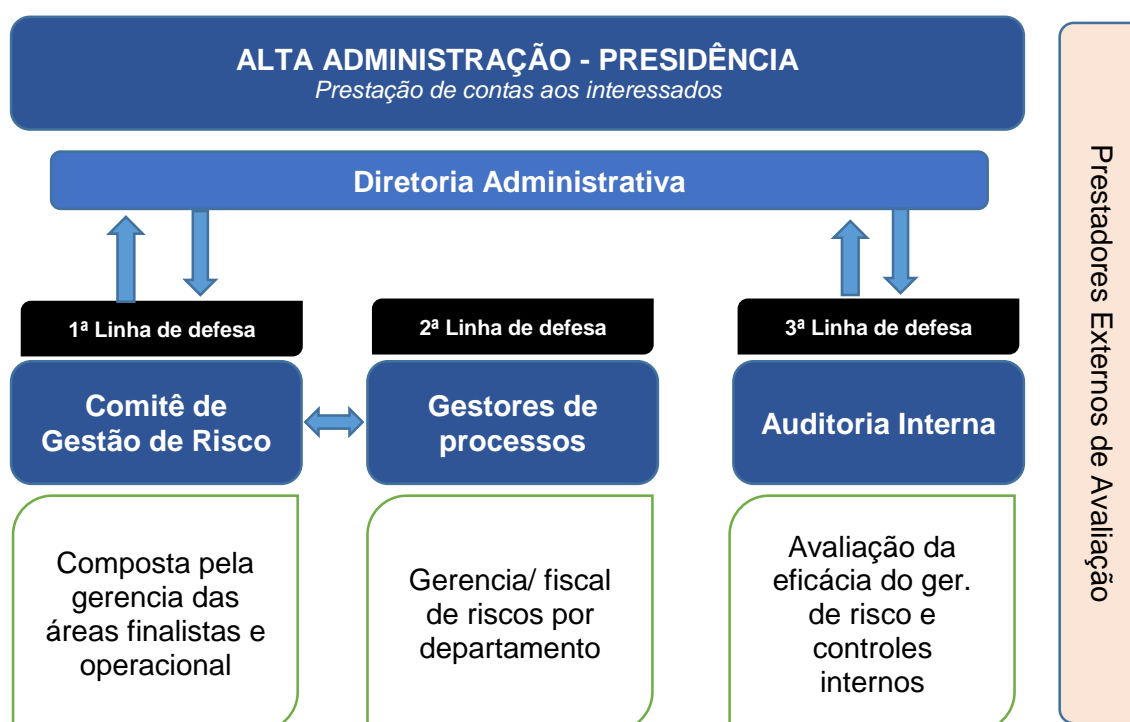 ALTA ADMINISTRAÇÃO - PRESIDÊNCIA
Prestação de contas aos interessados
Diretoria Administrativa
1ª Linha de defesa
Comitê de
Gestão de Risco
Composta pela
gerencia das
áreas finalistas e
operacional
2ª Linha de defesa
Gestores de
processos
Gerencia/ fiscal
de riscos por
departamento
3ª Linha de defesa
Auditoria Interna
Avaliação da
eficácia do ger.
de risco e
controles
internos
Prestadores Externos de Avaliação